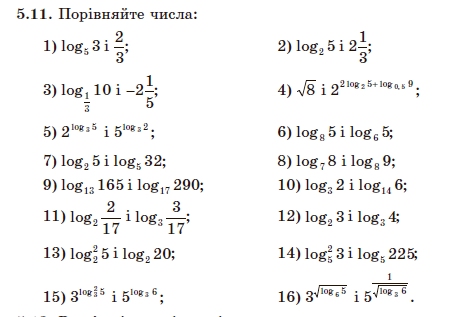 5.11. Порівняйте числа:
1) log₅ 3 і 2/3; 2) log₂ 5 і 2 1/3;
3) log_{1/3} 10 і –2 1/5; 4) √8 і 2^{2 log₂ 5 + log_{0,5} 9};
5) 2^{log₃ 5} і 5^{log₃ 2}; 6) log₈ 5 і log₆ 5;
7) log₂ 5 і log₅ 32; 8) log₇ 8 і log₈ 9;
9) log₁₃ 165 і log₁₇ 290; 10) log₃ 2 і log₁₄ 6;
11) log₂ 2/17 і log₃ 3/17; 12) log₂ 3 і log₃ 4;
13) log₂² 5 і log₂ 20; 14) log₅² 3 і log₅ 225;
15) 3^{log₃² 5} і 5^{log₃ 6}; 16) 3^{√(log₆ 5)} і 5^{1/√(log₃ 6)}.